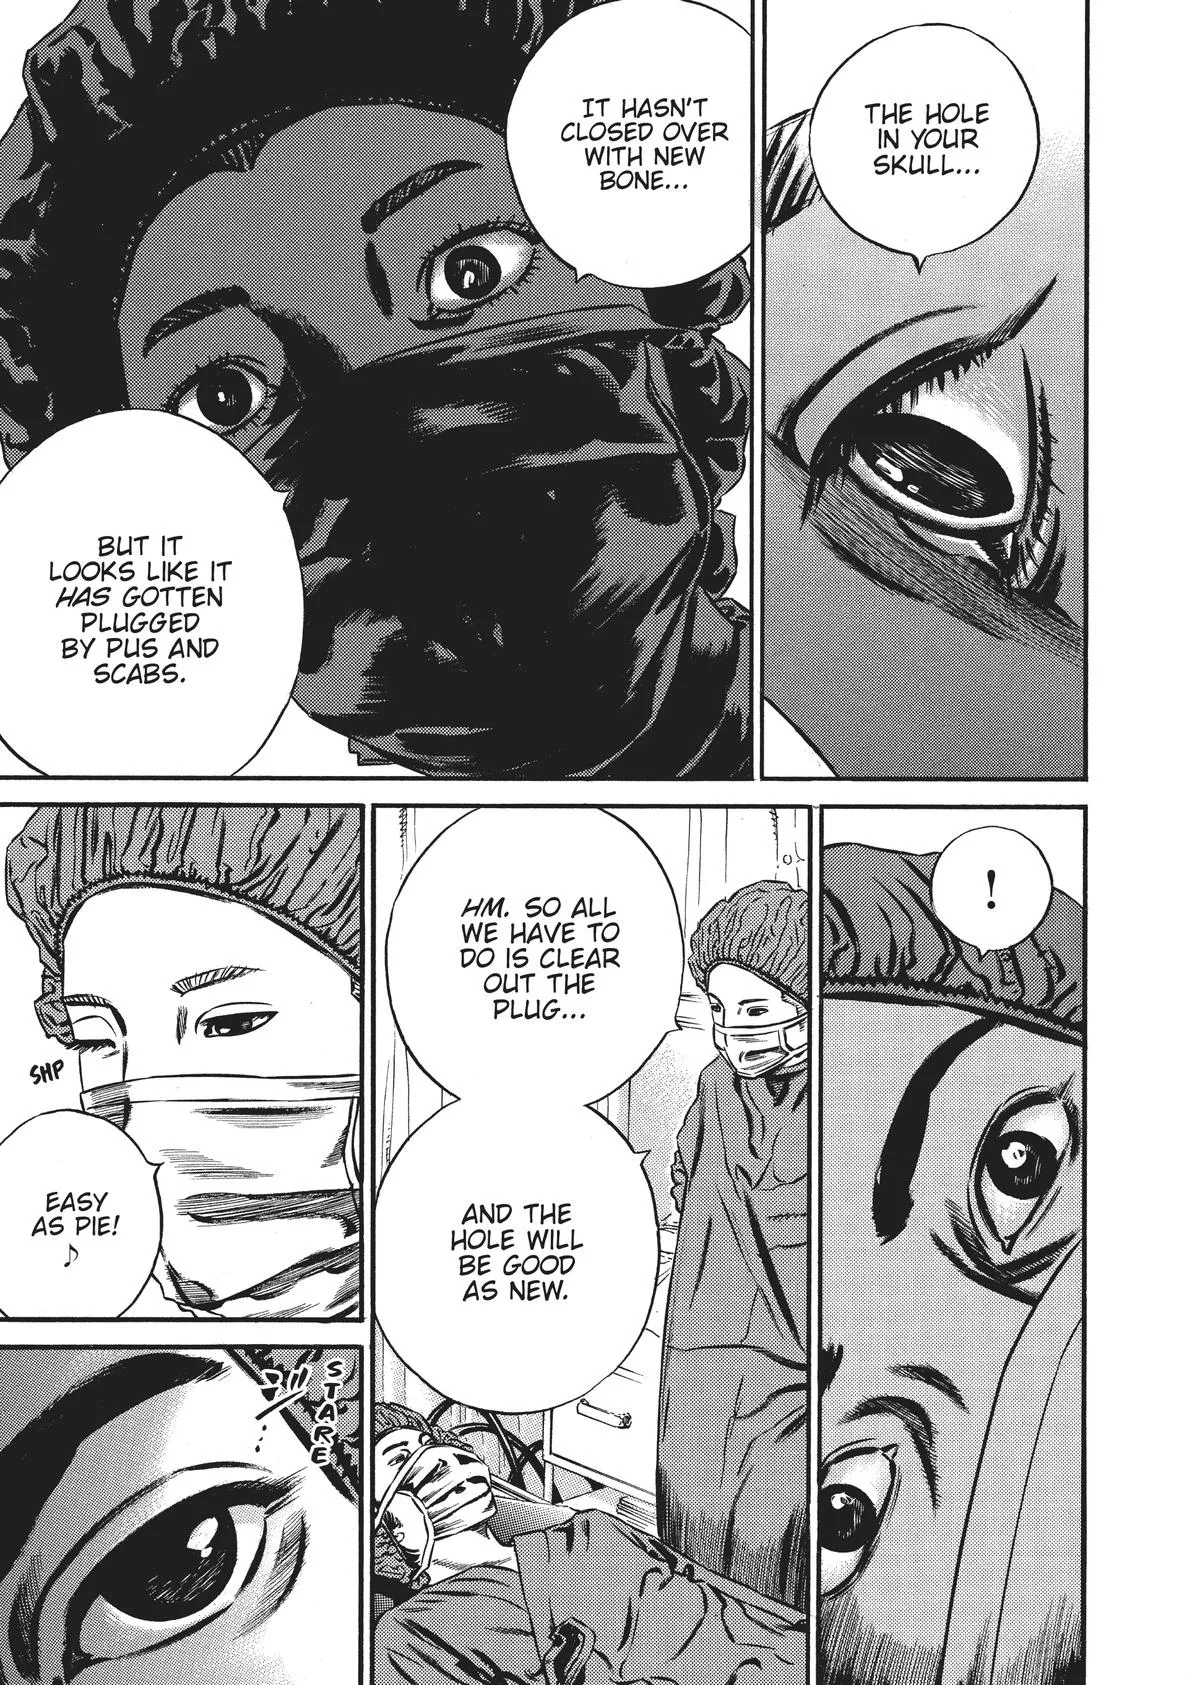 THE HOLE
IN YOUR
SKULL...
IT HASN'T
CLOSED OVER
WITH NEW
BONE...
BUT IT
LOOKS LIKE IT
HAS GOTTEN
PLUGGED
BY PUS AND
SCABS.
!
HM. SO ALL
WE HAVE TO
DO IS CLEAR
OUT THE
PLUG...
AND THE
HOLE WILL
BE GOOD
AS NEW.
SHP
EASY
AS PIE!
♪
STARE